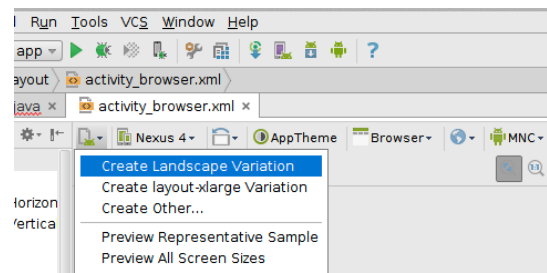 Run Tools VCS Window Help
app ?
ayout activity_browser.xml
java × activity_browser.xml ×
Nexus 4 AppTheme Browser MNC
Create Landscape Variation
Create layout-xlarge Variation
Horizon
Create Other...
Vertica
Preview Representative Sample
Preview All Screen Sizes